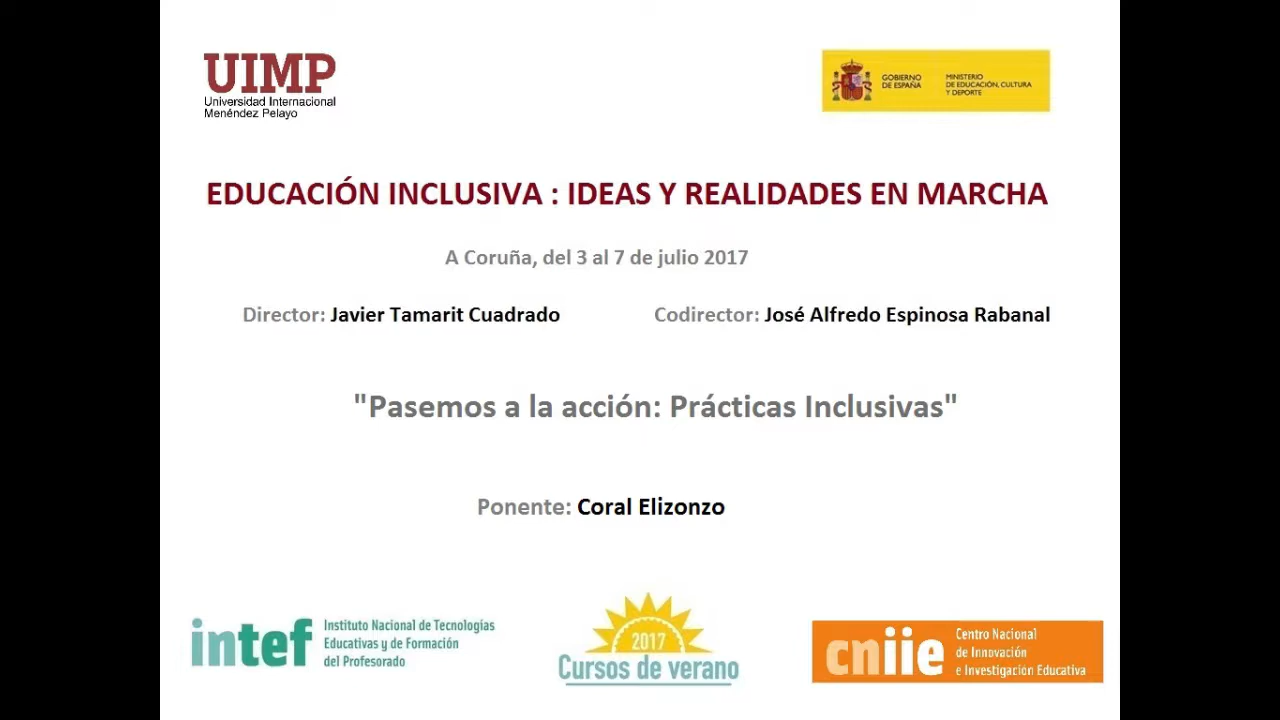 UIMP
Universidad Internacional
Menéndez Pelayo
GOBIERNO
DE ESPAÑA
MINISTERIO
DE EDUCACIÓN, CULTURA
Y DEPORTE
EDUCACIÓN INCLUSIVA : IDEAS Y REALIDADES EN MARCHA
A Coruña, del 3 al 7 de julio 2017
Director: Javier Tamarit Cuadrado
Codirector: José Alfredo Espinosa Rabanal
"Pasemos a la acción: Prácticas Inclusivas"
Ponente: Coral Elizonzo
intef
Instituto Nacional de Tecnologías
Educativas y de Formación
del Profesorado
2017
Cursos de verano
cniie
Centro Nacional
de Innovación
e Investigación Educativa